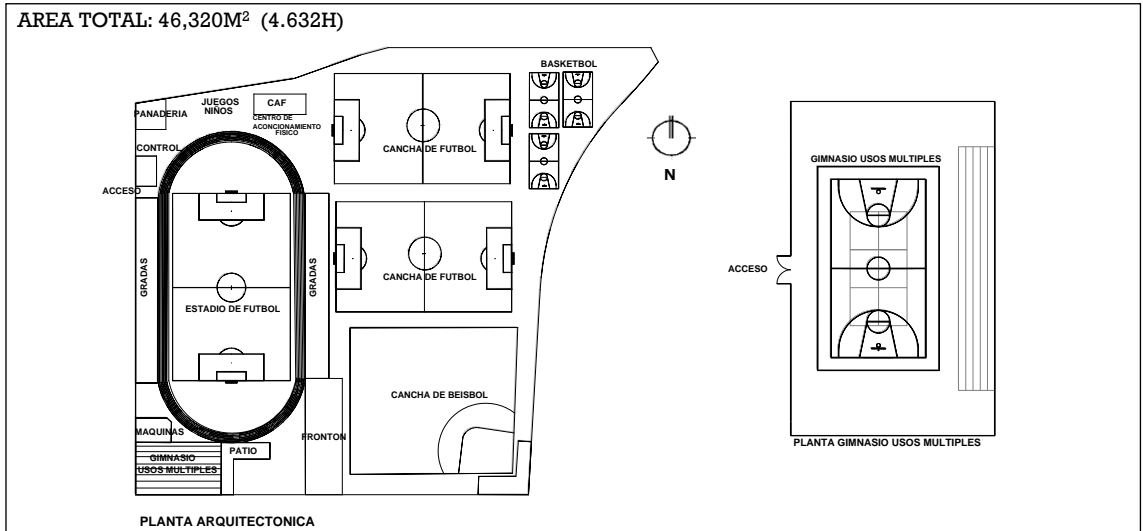 AREA TOTAL: 46,320M² (4.632H)
BASKETBOL
PANADERIA
JUEGOS
NIÑOS
CAF
CENTRO DE
ACONCIONAMIENTO
FISICO
CONTROL
CANCHA DE FUTBOL
ACCESO
N
GRADAS
GRADAS
ESTADIO DE FUTBOL
CANCHA DE FUTBOL
CANCHA DE BEISBOL
MAQUINAS
FRONTON
GIMNASIO
USOS MULTIPLES
PATIO
PLANTA ARQUITECTONICA
GIMNASIO USOS MULTIPLES
ACCESO
PLANTA GIMNASIO USOS MULTIPLES